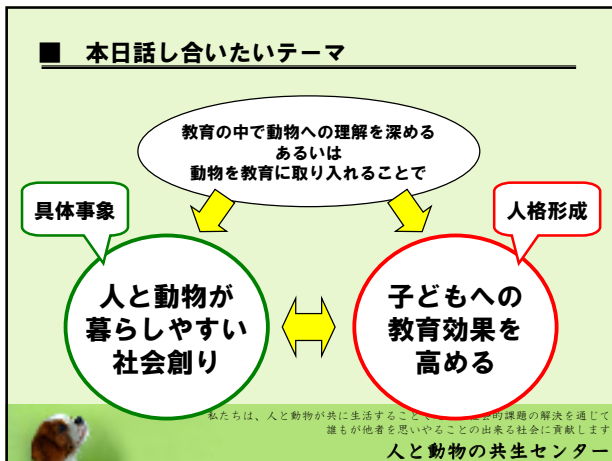 ■ 本日話し合いたいテーマ
教育の中で動物への理解を深める
あるいは
動物を教育に取り入れることで
具体事象
人格形成
人と動物が
暮らしやすい
社会創り
子どもへの
教育効果を
高める
私たちは、人と動物が共に生活すること 会的課題の解決を通じて
誰もが他者を思いやることの出来る社会に貢献します
人と動物の共生センター